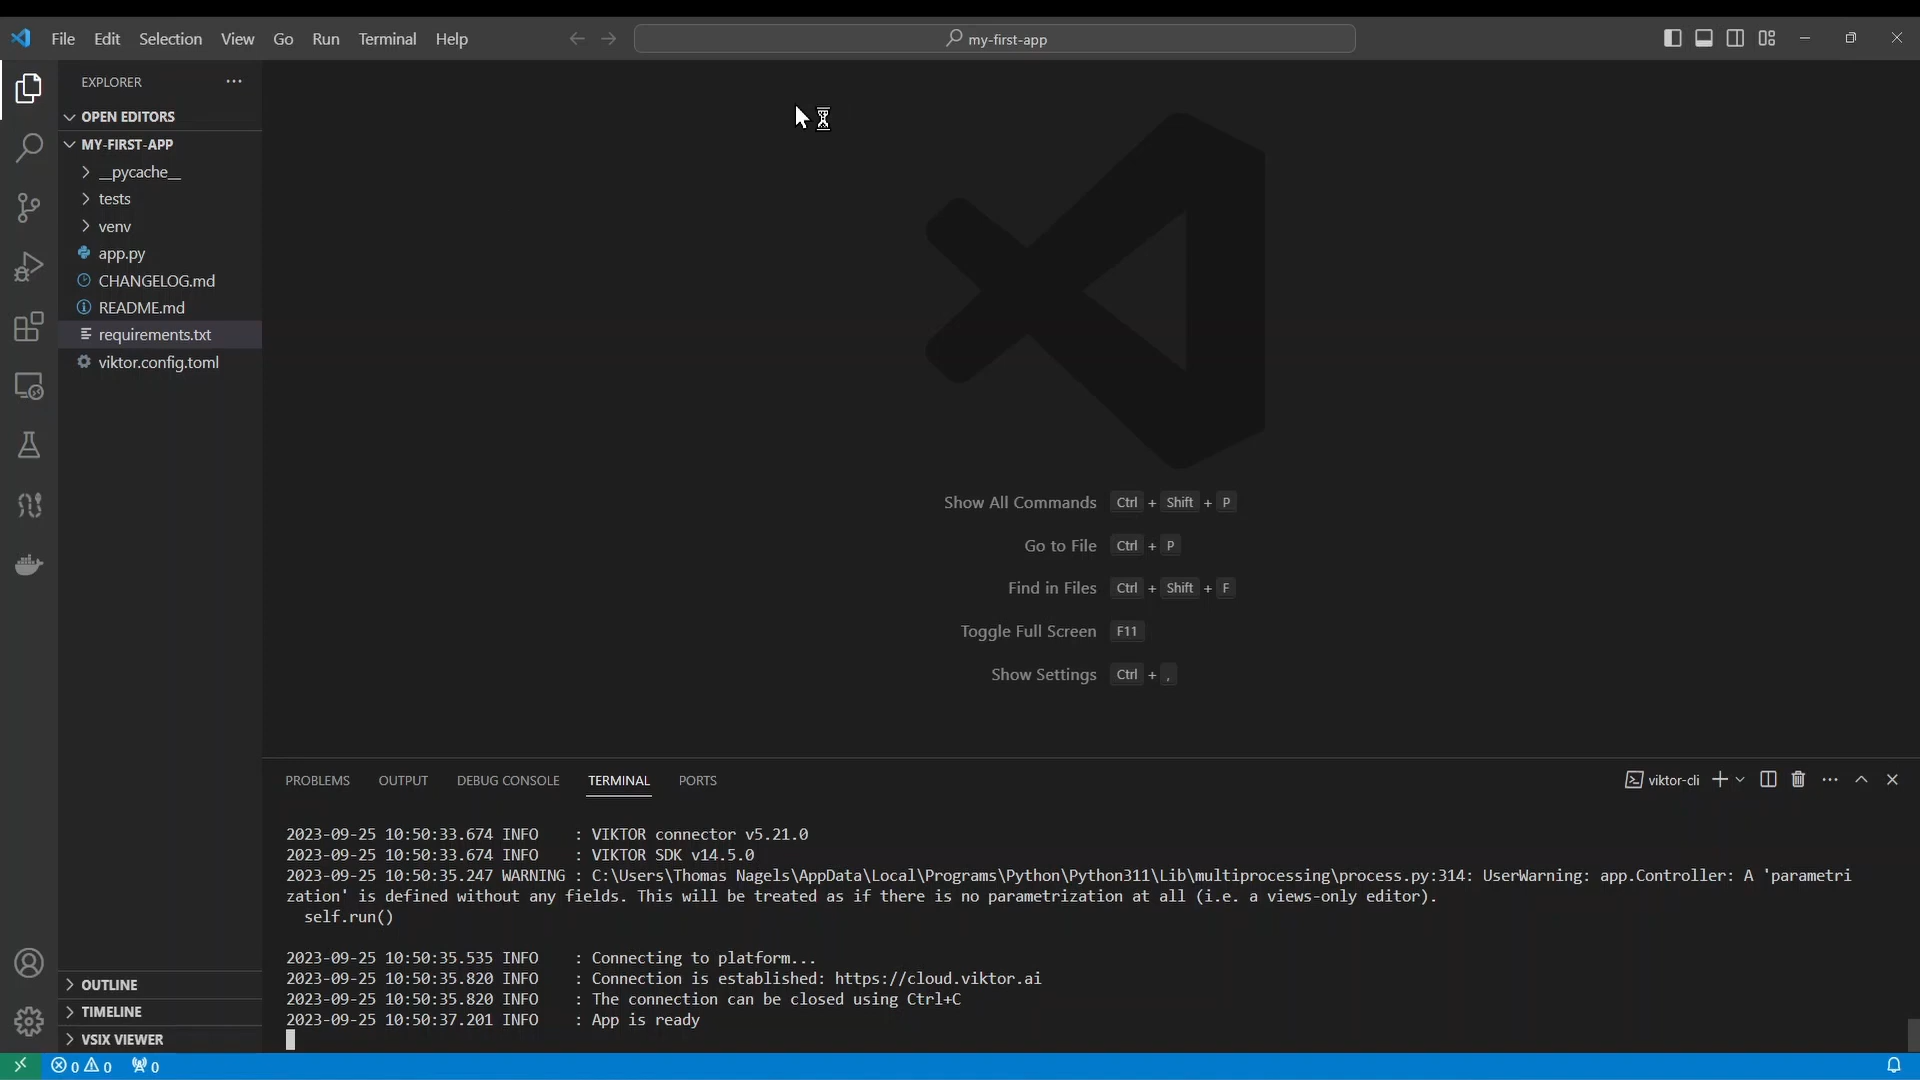 File Edit Selection View Go Run Terminal Help
my-first-app
EXPLORER
OPEN EDITORS
MY-FIRST-APP
__pycache__
tests
venv
app.py
CHANGELOG.md
README.md
requirements.txt
viktor.config.toml
OUTLINE
TIMELINE
VSIX VIEWER
Show All Commands Ctrl + Shift + P
Go to File Ctrl + P
Find in Files Ctrl + Shift + F
Toggle Full Screen F11
Show Settings Ctrl + ,
PROBLEMS OUTPUT DEBUG CONSOLE TERMINAL PORTS
viktor-cli
2023-09-25 10:50:33.674 INFO : VIKTOR connector v5.21.0
2023-09-25 10:50:33.674 INFO : VIKTOR SDK v14.5.0
2023-09-25 10:50:35.247 WARNING : C:\Users\Thomas Nagels\AppData\Local\Programs\Python\Python311\Lib\multiprocessing\process.py:314: UserWarning: app.Controller: A 'parametri
zation' is defined without any fields. This will be treated as if there is no parametrization at all (i.e. a views-only editor).
self.run()
2023-09-25 10:50:35.535 INFO : Connecting to platform...
2023-09-25 10:50:35.820 INFO : Connection is established: https://cloud.viktor.ai
2023-09-25 10:50:35.820 INFO : The connection can be closed using Ctrl+C
2023-09-25 10:50:37.201 INFO : App is ready
0 0 0